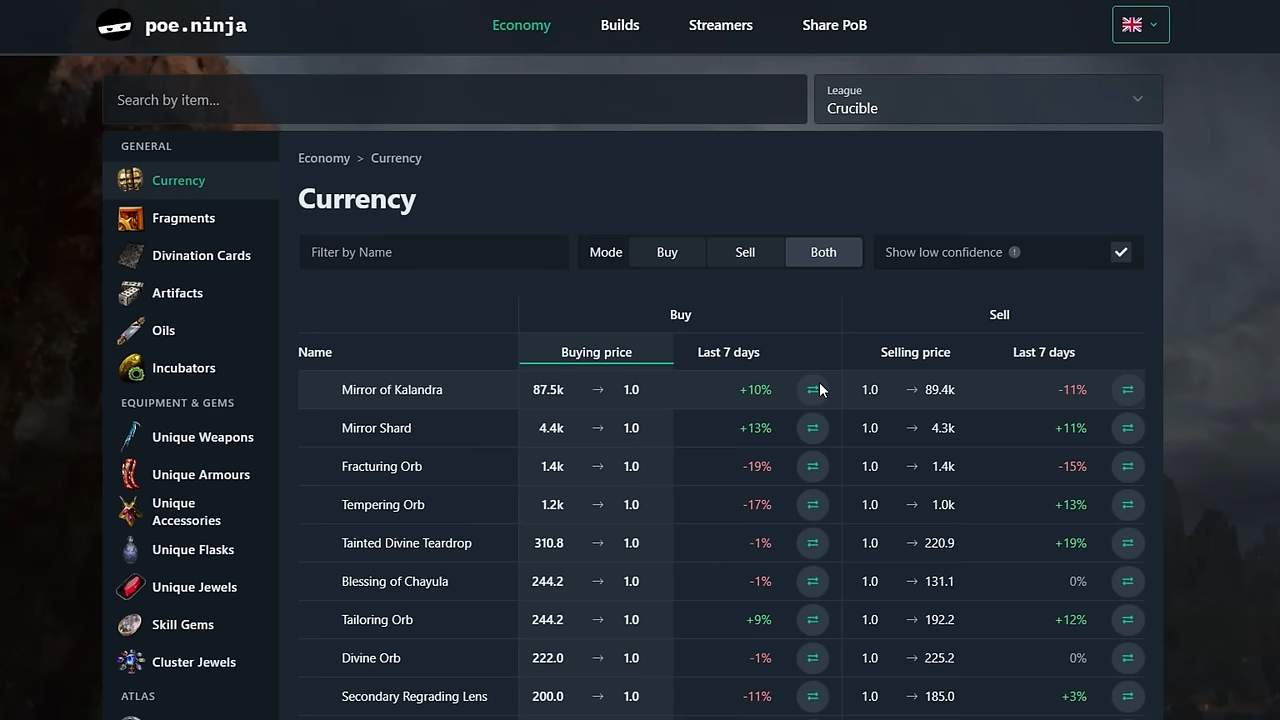 poe.ninja
Economy
Builds
Streamers
Share PoB
Search by item...
League
Crucible
GENERAL
Currency
Fragments
Divination Cards
Artifacts
Oils
Incubators
EQUIPMENT & GEMS
Unique Weapons
Unique Armours
Unique
Accessories
Unique Flasks
Unique Jewels
Skill Gems
Cluster Jewels
ATLAS
Economy > Currency
Currency
Filter by Name
Mode Buy Sell Both
Show low confidence
Buy Sell
Name Buying price Last 7 days Selling price Last 7 days
Mirror of Kalandra 87.5k → 1.0 +10% 1.0 → 89.4k -11%
Mirror Shard 4.4k → 1.0 +13% 1.0 → 4.3k +11%
Fracturing Orb 1.4k → 1.0 -19% 1.0 → 1.4k -15%
Tempering Orb 1.2k → 1.0 -17% 1.0 → 1.0k +13%
Tainted Divine Teardrop 310.8 → 1.0 -1% 1.0 → 220.9 +19%
Blessing of Chayula 244.2 → 1.0 -1% 1.0 → 131.1 0%
Tailoring Orb 244.2 → 1.0 +9% 1.0 → 192.2 +12%
Divine Orb 222.0 → 1.0 -1% 1.0 → 225.2 0%
Secondary Regrading Lens 200.0 → 1.0 -11% 1.0 → 185.0 +3%